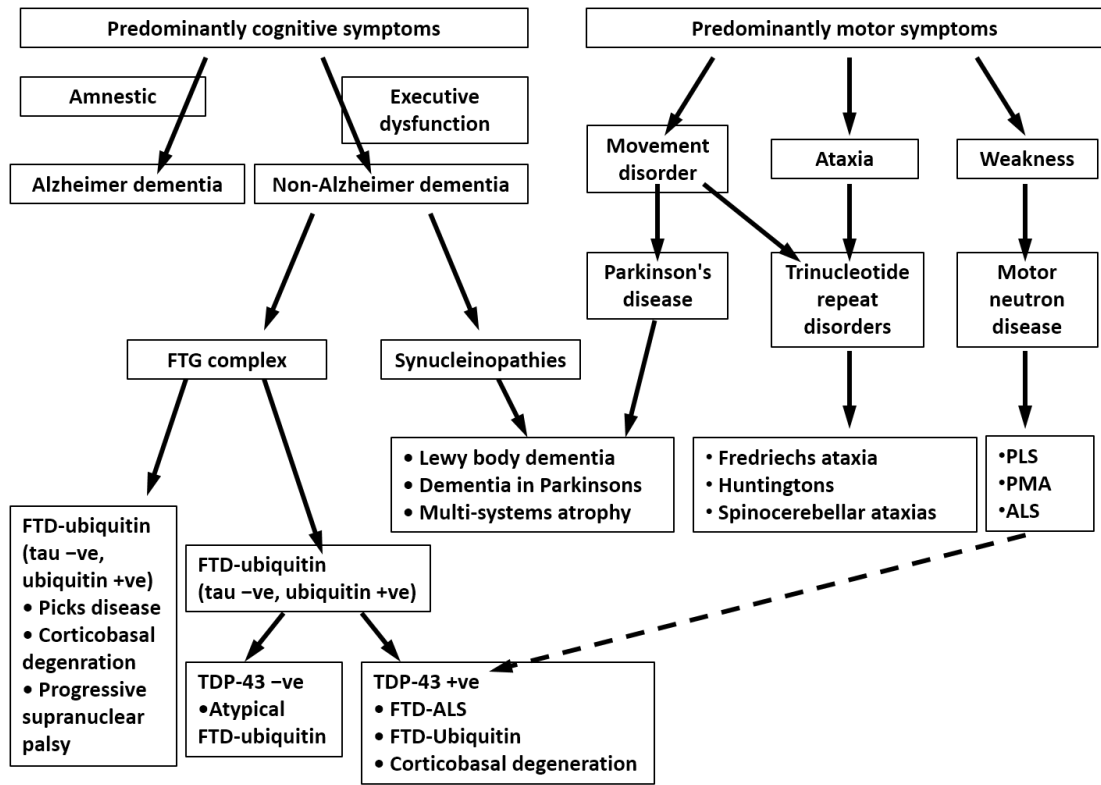 Predominantly cognitive symptoms
Predominantly motor symptoms
Amnestic
Executive
dysfunction
Movement
disorder
Ataxia
Weakness
Alzheimer dementia
Non-Alzheimer dementia
Parkinson's
disease
Trinucleotide
repeat
disorders
Motor
neutron
disease
FTG complex
Synucleinopathies
• Lewy body dementia
• Dementia in Parkinsons
• Multi-systems atrophy
• Fredriechs ataxia
• Huntingtons
• Spinocerebellar ataxias
•PLS
•PMA
•ALS
FTD-ubiquitin
(tau –ve,
ubiquitin +ve)
• Picks disease
• Corticobasal
degenration
• Progressive
supranuclear
palsy
FTD-ubiquitin
(tau –ve, ubiquitin +ve)
TDP-43 –ve
•Atypical
FTD-ubiquitin
TDP-43 +ve
• FTD-ALS
• FTD-Ubiquitin
• Corticobasal degeneration